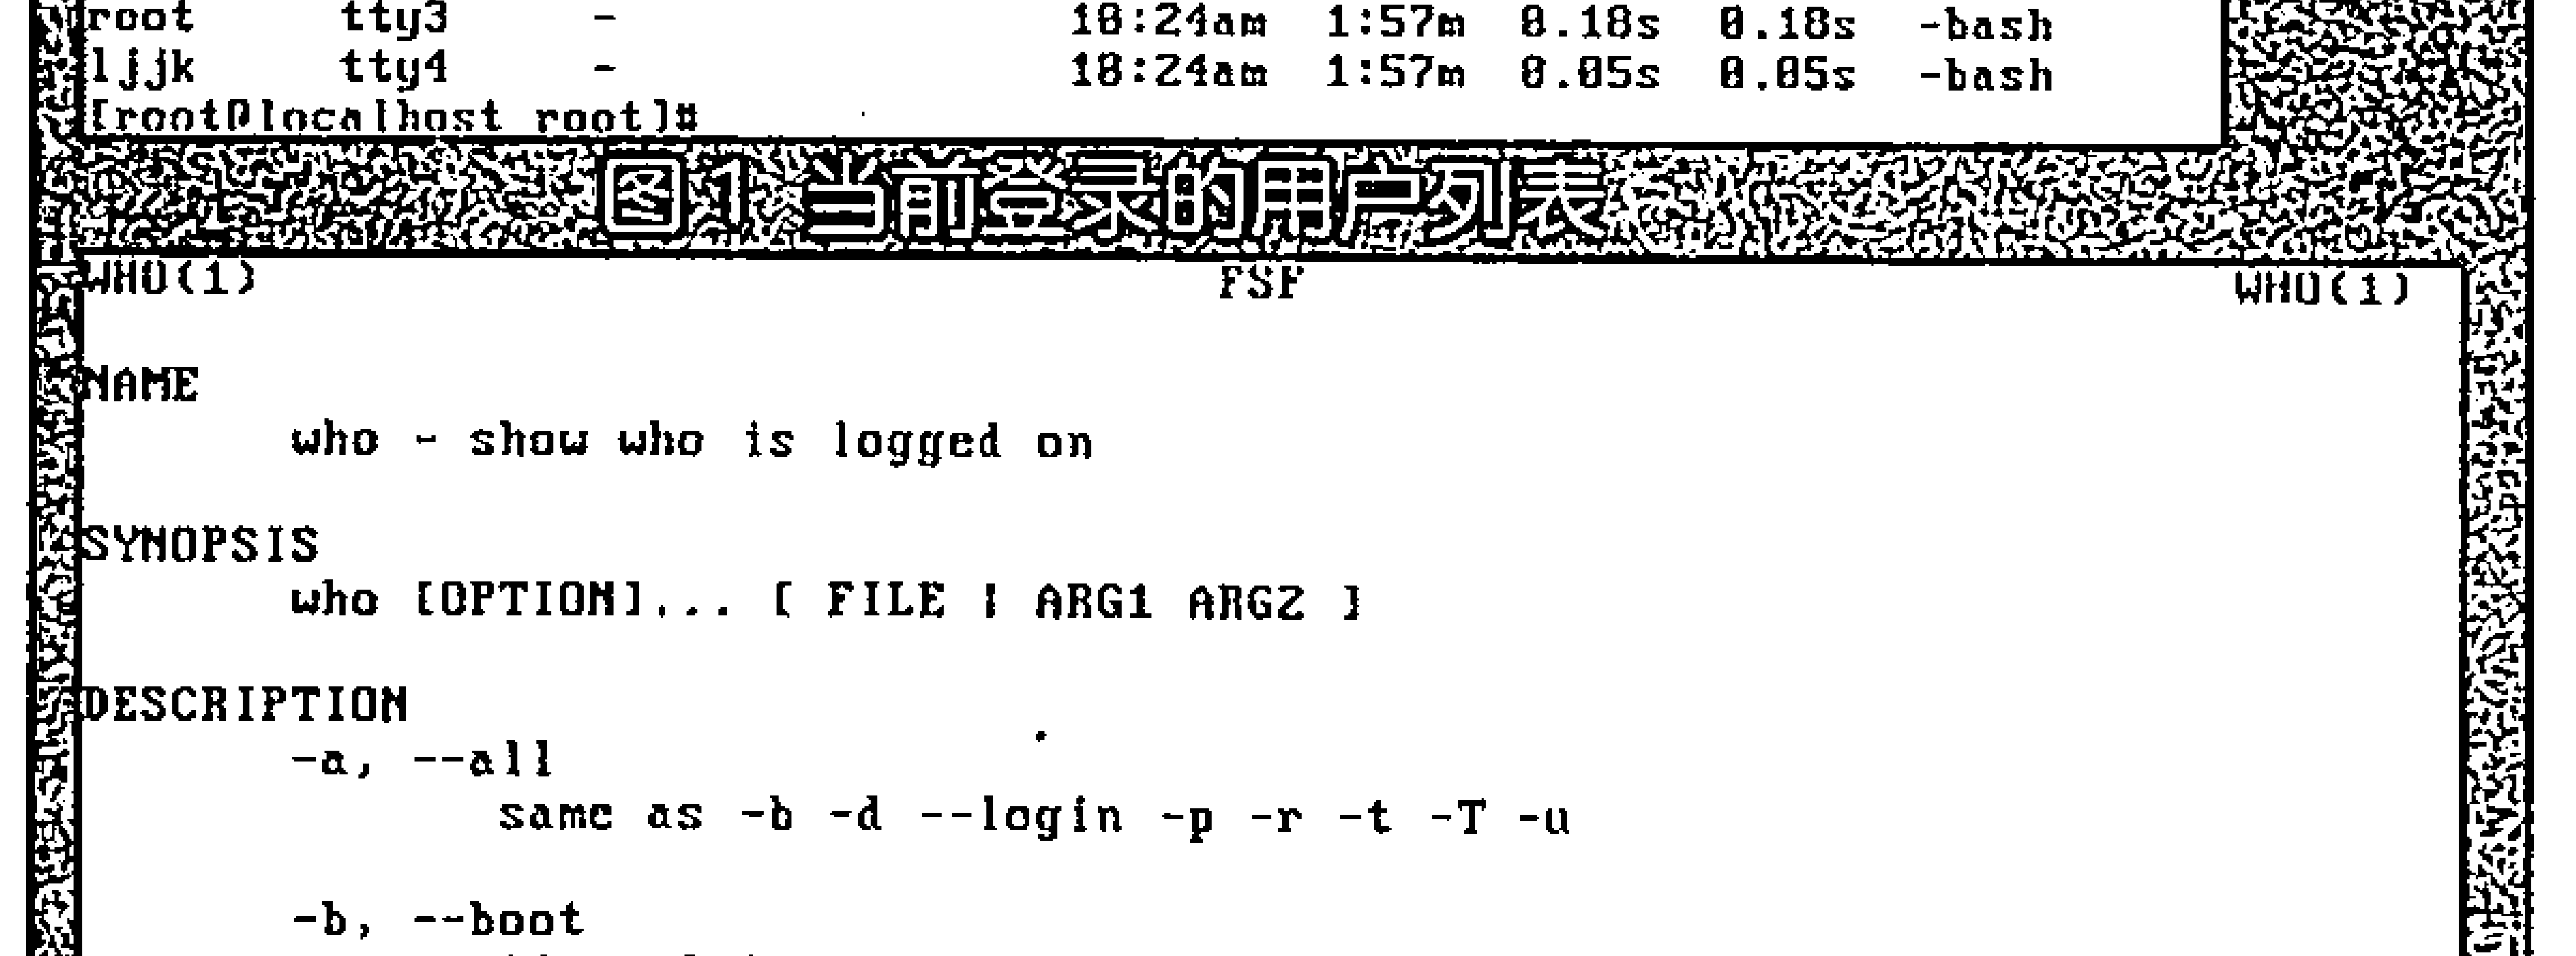 root tty3 - 10:24am 1:57m 0.18s 0.18s -bash
ljjk tty4 - 10:24am 1:57m 0.05s 0.05s -bash
[root@localhost root]#
图1 当前登录的用户列表
WHO(1) FSF WHO(1)
NAME
who - show who is logged on
SYNOPSIS
who [OPTION]... [ FILE | ARG1 ARG2 ]
DESCRIPTION
-a, --all
same as -b -d --login -p -r -t -T -u
-b, --boot